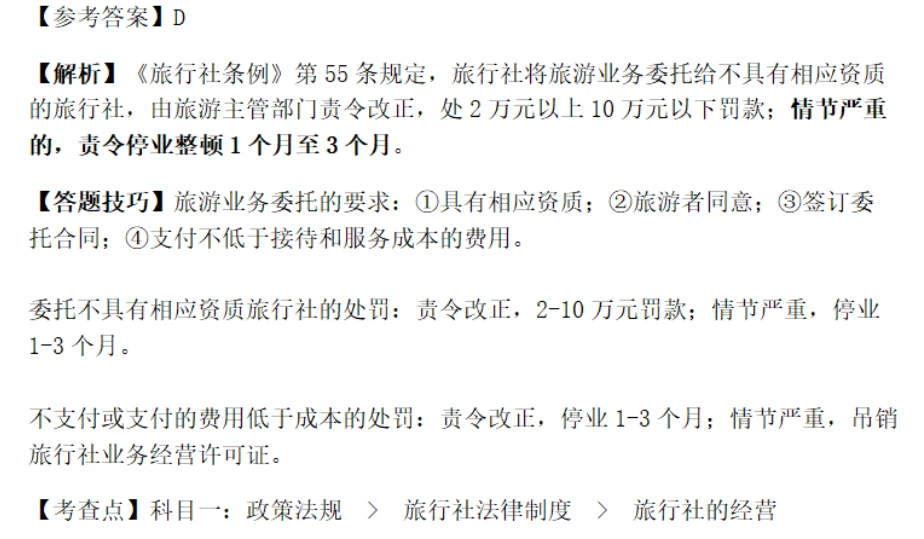 【参考答案】D
【解析】《旅行社条例》第 55 条规定，旅行社将旅游业务委托给不具有相应资质
的旅行社，由旅游主管部门责令改正，处 2 万元以上 10 万元以下罚款；情节严重
的，责令停业整顿 1 个月至 3 个月。
【答题技巧】旅游业务委托的要求：①具有相应资质；②旅游者同意；③签订委
托合同；④支付不低于接待和服务成本的费用。
委托不具有相应资质旅行社的处罚：责令改正，2-10 万元罚款；情节严重，停业
1-3 个月。
不支付或支付的费用低于成本的处罚：责令改正，停业 1-3 个月；情节严重，吊销
旅行社业务经营许可证。
【考查点】科目一：政策法规 > 旅行社法律制度 > 旅行社的经营